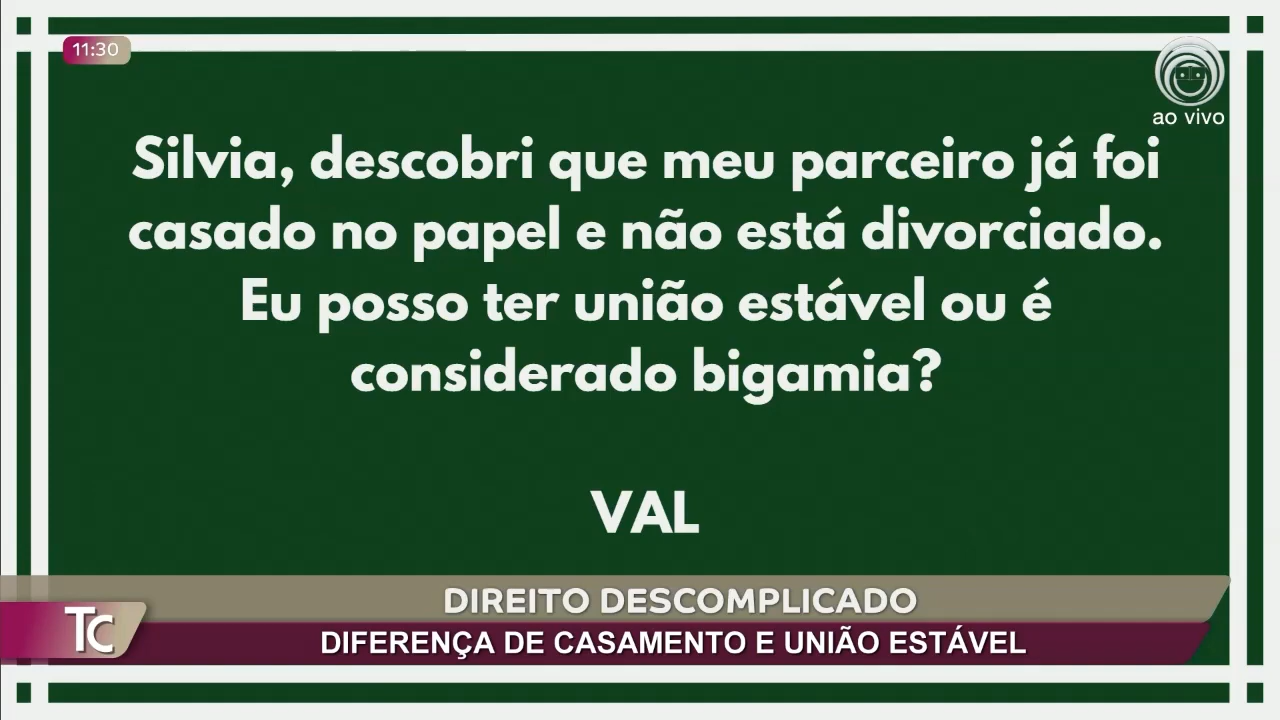 11:30
ao vivo
Silvia, descobri que meu parceiro já foi
casado no papel e não está divorciado.
Eu posso ter união estável ou é
considerado bigamia?
VAL
DIREITO DESCOMPLICADO
TC
DIFERENÇA DE CASAMENTO E UNIÃO ESTÁVEL